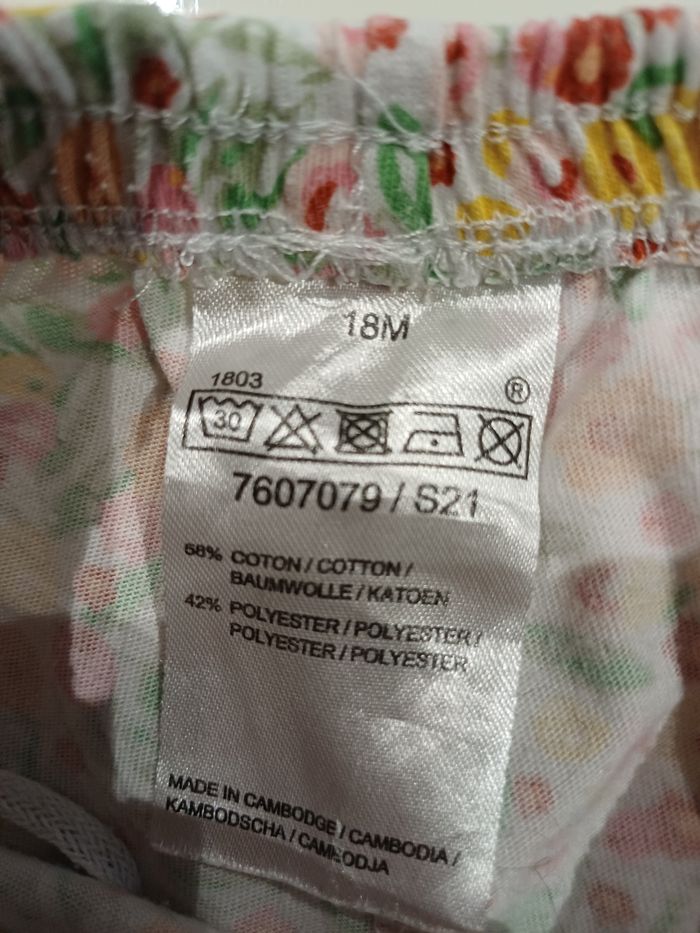 18M
1803
®
30
7607079 / S21
58% COTON / COTTON /
BAUMWOLLE / KATOEN
42% POLYESTER / POLYESTER /
POLYESTER / POLYESTER
MADE IN CAMBODGE / CAMBODIA /
KAMBODSCHA / CAMBODJA